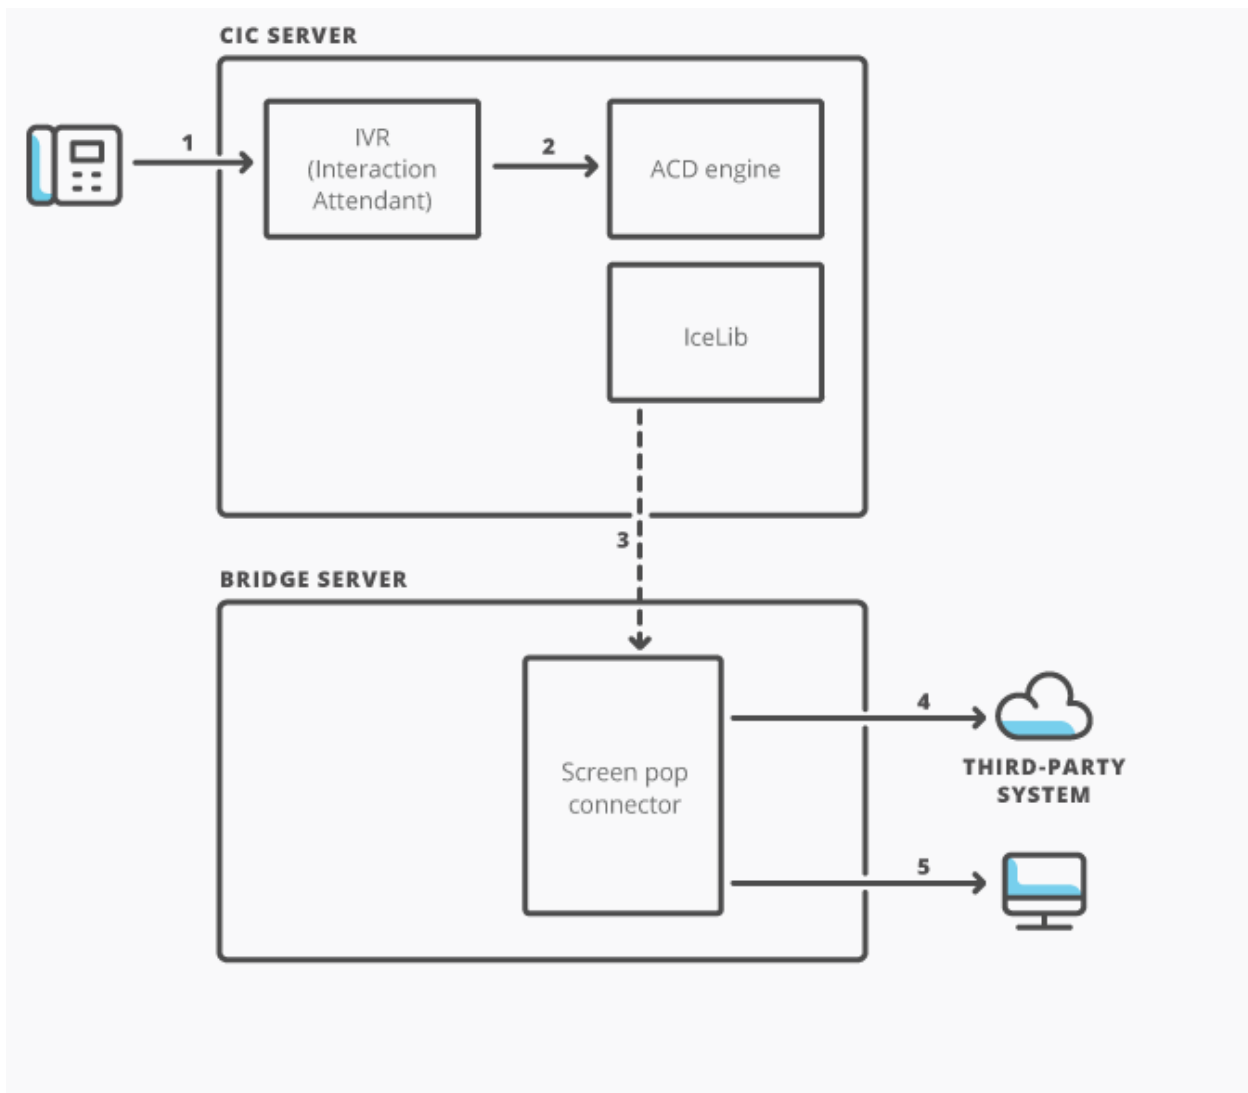 CIC SERVER
1
IVR
(Interaction
Attendant)
2
ACD engine
IceLib
3
BRIDGE SERVER
Screen pop
connector
4
THIRD-PARTY
SYSTEM
5